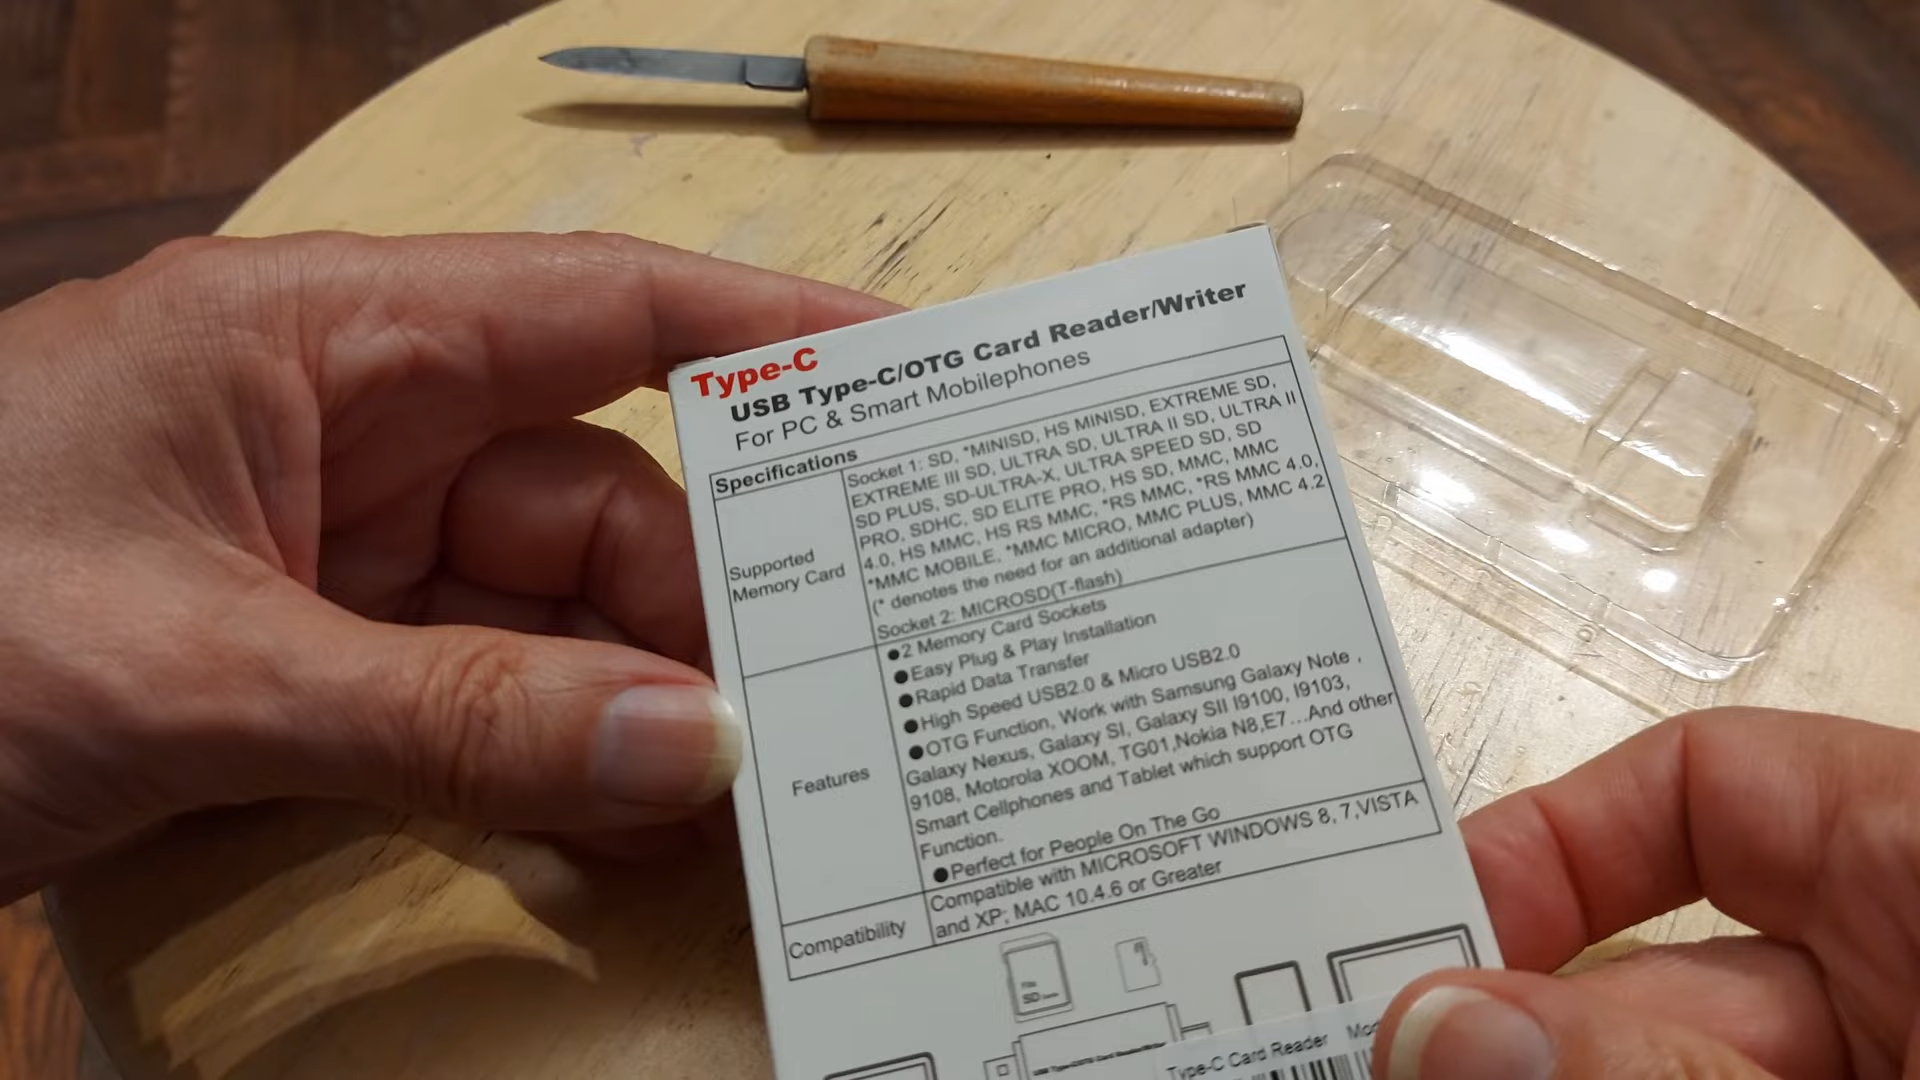 Type-C
USB Type-C/OTG Card Reader/Writer
For PC & Smart Mobilephones
Specifications
Supported
Memory Card
Socket 1: SD, *MINISD, HS MINISD, EXTREME SD,
EXTREME III SD, ULTRA SD, ULTRA II SD, ULTRA II
SD PLUS, SD-ULTRA-X, ULTRA SPEED SD, SD
PRO, SDHC, SD ELITE PRO, HS SD, MMC, MMC
4.0, HS MMC, HS RS MMC, *RS MMC, *RS MMC 4.0,
*MMC MOBILE, *MMC MICRO, MMC PLUS, MMC 4.2
(* denotes the need for an additional adapter)
Socket 2: MICROSD(T-flash)
Features
●2 Memory Card Sockets
●Easy Plug & Play Installation
●Rapid Data Transfer
●High Speed USB2.0 & Micro USB2.0
●OTG Function, Work with Samsung Galaxy Note ,
Galaxy Nexus, Galaxy SI, Galaxy SII I9100, I9103,
9108, Motorola XOOM, TG01,Nokia N8,E7...And other
Smart Cellphones and Tablet which support OTG
Function.
●Perfect for People On The Go
Compatibility
Compatible with MICROSOFT WINDOWS 8, 7,VISTA
and XP; MAC 10.4.6 or Greater
SD
Type-C Card Reader